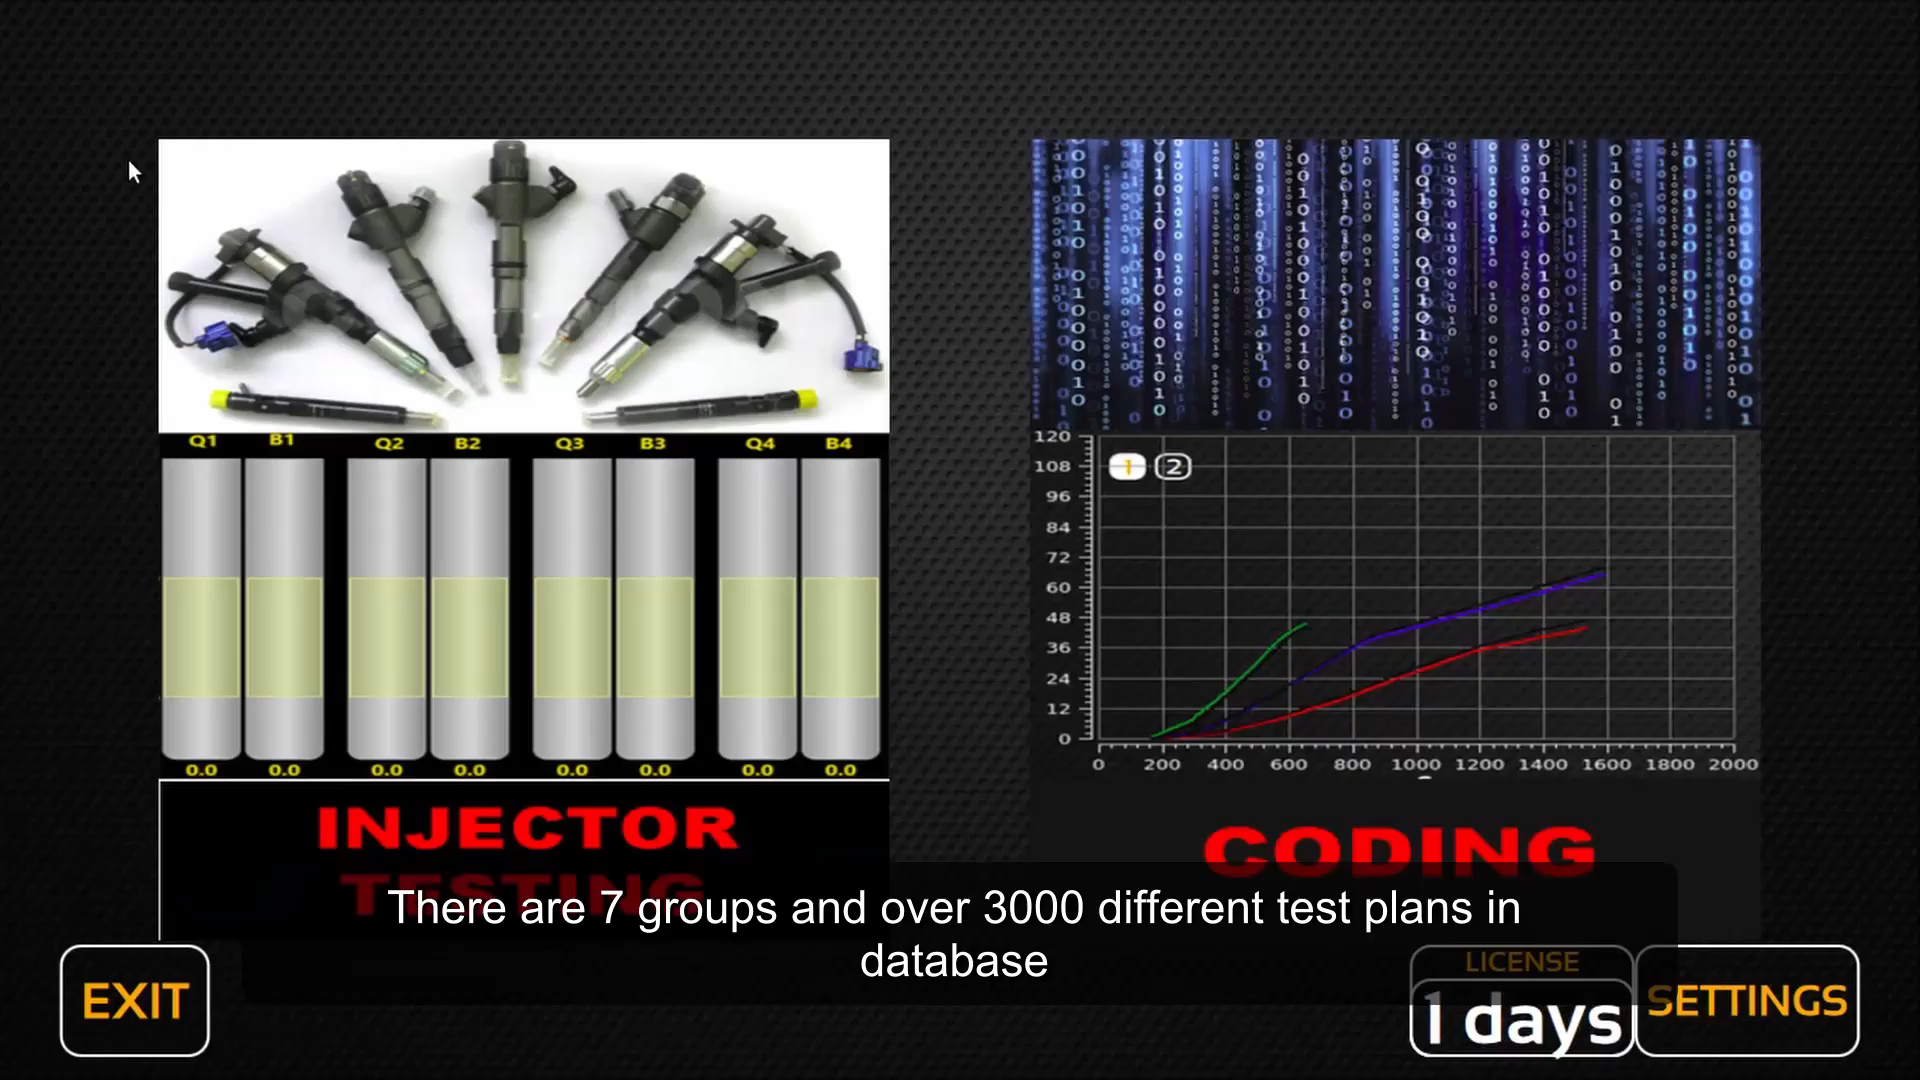 Q1 B1 Q2 B2 Q3 B3 Q4 B4
0.0 0.0 0.0 0.0 0.0 0.0 0.0 0.0
INJECTOR
TESTING
120
108
96
84
72
60
48
36
24
12
0
1 2
0 200 400 600 800 1000 1200 1400 1600 1800 2000
CODING
There are 7 groups and over 3000 different test plans in
database
EXIT
LICENSE
1 days
SETTINGS